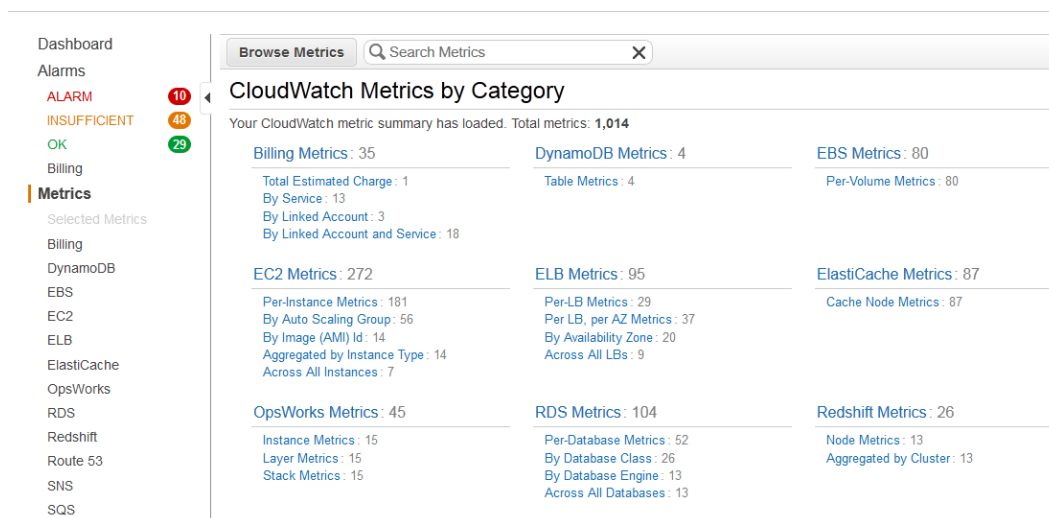 Dashboard
Alarms
ALARM 10
INSUFFICIENT 48
OK 29
Billing
Metrics
Selected Metrics
Billing
DynamoDB
EBS
EC2
ELB
ElastiCache
OpsWorks
RDS
Redshift
Route 53
SNS
SQS
Browse Metrics Search Metrics X
CloudWatch Metrics by Category
Your CloudWatch metric summary has loaded. Total metrics: 1,014
Billing Metrics : 35
Total Estimated Charge : 1
By Service : 13
By Linked Account : 3
By Linked Account and Service : 18
DynamoDB Metrics : 4
Table Metrics : 4
EBS Metrics : 80
Per-Volume Metrics : 80
EC2 Metrics : 272
Per-Instance Metrics : 181
By Auto Scaling Group : 56
By Image (AMI) Id : 14
Aggregated by Instance Type : 14
Across All Instances : 7
ELB Metrics : 95
Per-LB Metrics : 29
Per LB, per AZ Metrics : 37
By Availability Zone : 20
Across All LBs : 9
ElastiCache Metrics : 87
Cache Node Metrics : 87
OpsWorks Metrics : 45
Instance Metrics : 15
Layer Metrics : 15
Stack Metrics : 15
RDS Metrics : 104
Per-Database Metrics : 52
By Database Class : 26
By Database Engine : 13
Across All Databases : 13
Redshift Metrics : 26
Node Metrics : 13
Aggregated by Cluster : 13